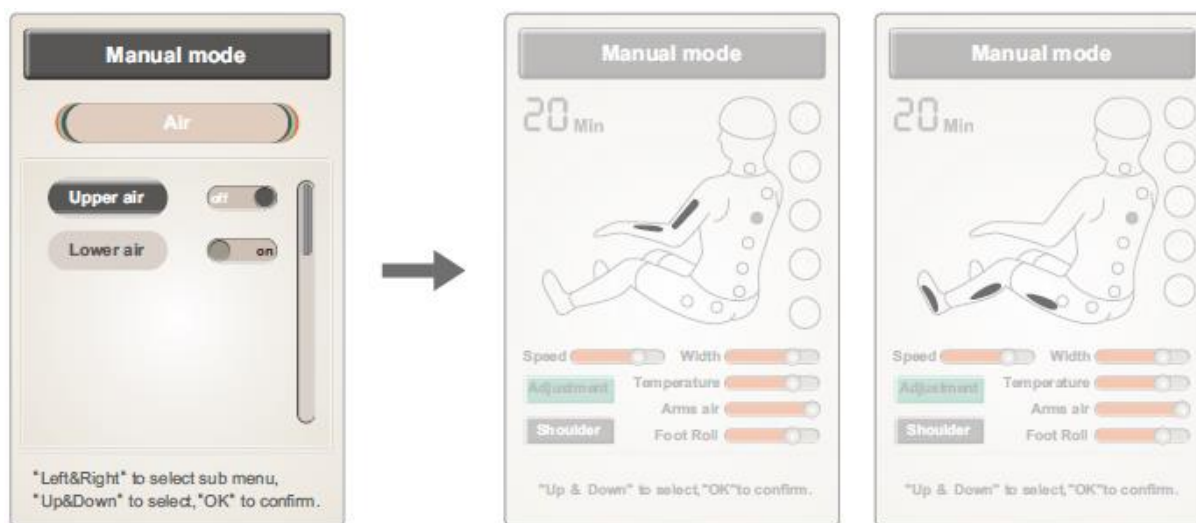 Manual mode
Air
Upper air off
Lower air on
"Left&Right" to select sub menu,
"Up&Down" to select, "OK" to confirm.
Manual mode
20 Min
Speed Width
Adjustment Temperature
Arms air
Shoulder Foot Roll
"Up & Down" to select,"OK"to confirm.
Manual mode
20 Min
Speed Width
Adjustment Temperature
Arms air
Shoulder Foot Roll
"Up & Down" to select,"OK"to confirm.